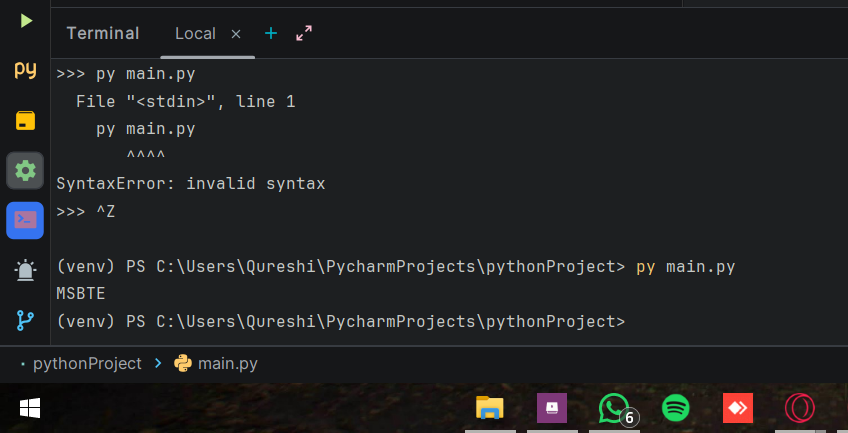 Terminal
Local × +
>>> py main.py
File "<stdin>", line 1
py main.py
^^^^
SyntaxError: invalid syntax
>>> ^Z
(venv) PS C:\Users\Qureshi\PycharmProjects\pythonProject> py main.py
MSBTE
(venv) PS C:\Users\Qureshi\PycharmProjects\pythonProject>
py
>_
pythonProject > main.py
6